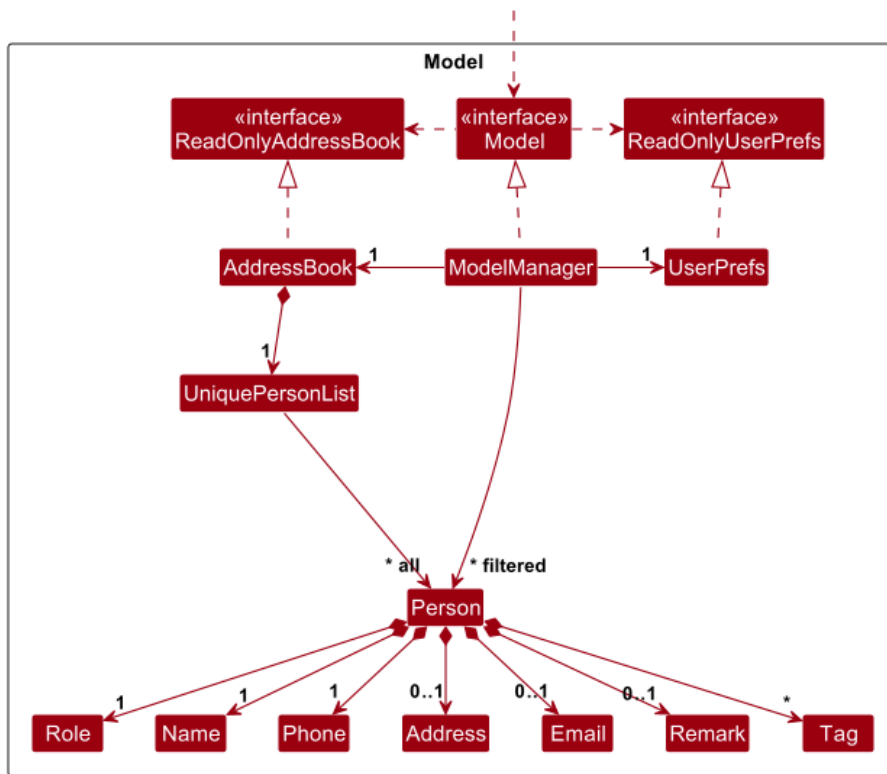 Model
«interface»
ReadOnlyAddressBook
«interface»
Model
«interface»
ReadOnlyUserPrefs
AddressBook
1
ModelManager
1
UserPrefs
1
UniquePersonList
* all
* filtered
Person
1
1
1
0..1
0..1
0..1
*
Role
Name
Phone
Address
Email
Remark
Tag